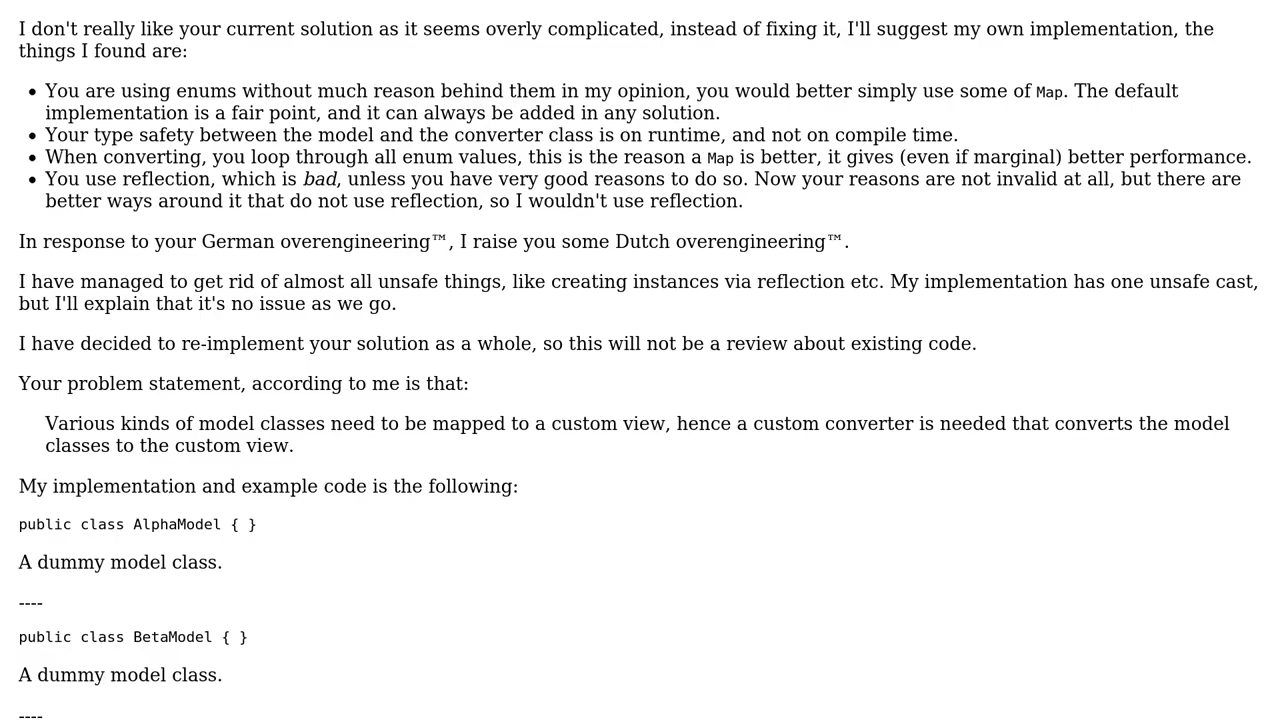 I don't really like your current solution as it seems overly complicated, instead of fixing it, I'll suggest my own implementation, the
things I found are:
• You are using enums without much reason behind them in my opinion, you would better simply use some of Map. The default
implementation is a fair point, and it can always be added in any solution.
• Your type safety between the model and the converter class is on runtime, and not on compile time.
• When converting, you loop through all enum values, this is the reason a Map is better, it gives (even if marginal) better performance.
• You use reflection, which is bad, unless you have very good reasons to do so. Now your reasons are not invalid at all, but there are
better ways around it that do not use reflection, so I wouldn't use reflection.
In response to your German overengineering™, I raise you some Dutch overengineering™.
I have managed to get rid of almost all unsafe things, like creating instances via reflection etc. My implementation has one unsafe cast,
but I'll explain that it's no issue as we go.
I have decided to re-implement your solution as a whole, so this will not be a review about existing code.
Your problem statement, according to me is that:
Various kinds of model classes need to be mapped to a custom view, hence a custom converter is needed that converts the model
classes to the custom view.
My implementation and example code is the following:
public class AlphaModel { }
A dummy model class.
----
public class BetaModel { }
A dummy model class.
----